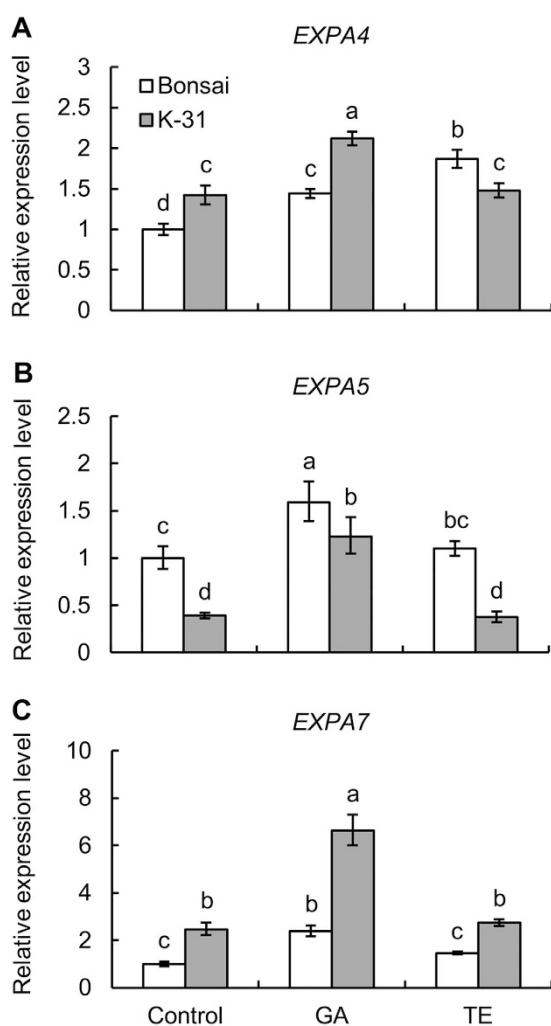 A
EXPA4
Relative expression level
3
2.5
2
1.5
1
0.5
0
Bonsai
K-31
d
c
c
a
b
c
B
EXPA5
Relative expression level
2.5
2
1.5
1
0.5
0
c
d
a
b
bc
d
C
EXPA7
Relative expression level
10
8
6
4
2
0
c
b
b
a
c
b
Control GA TE